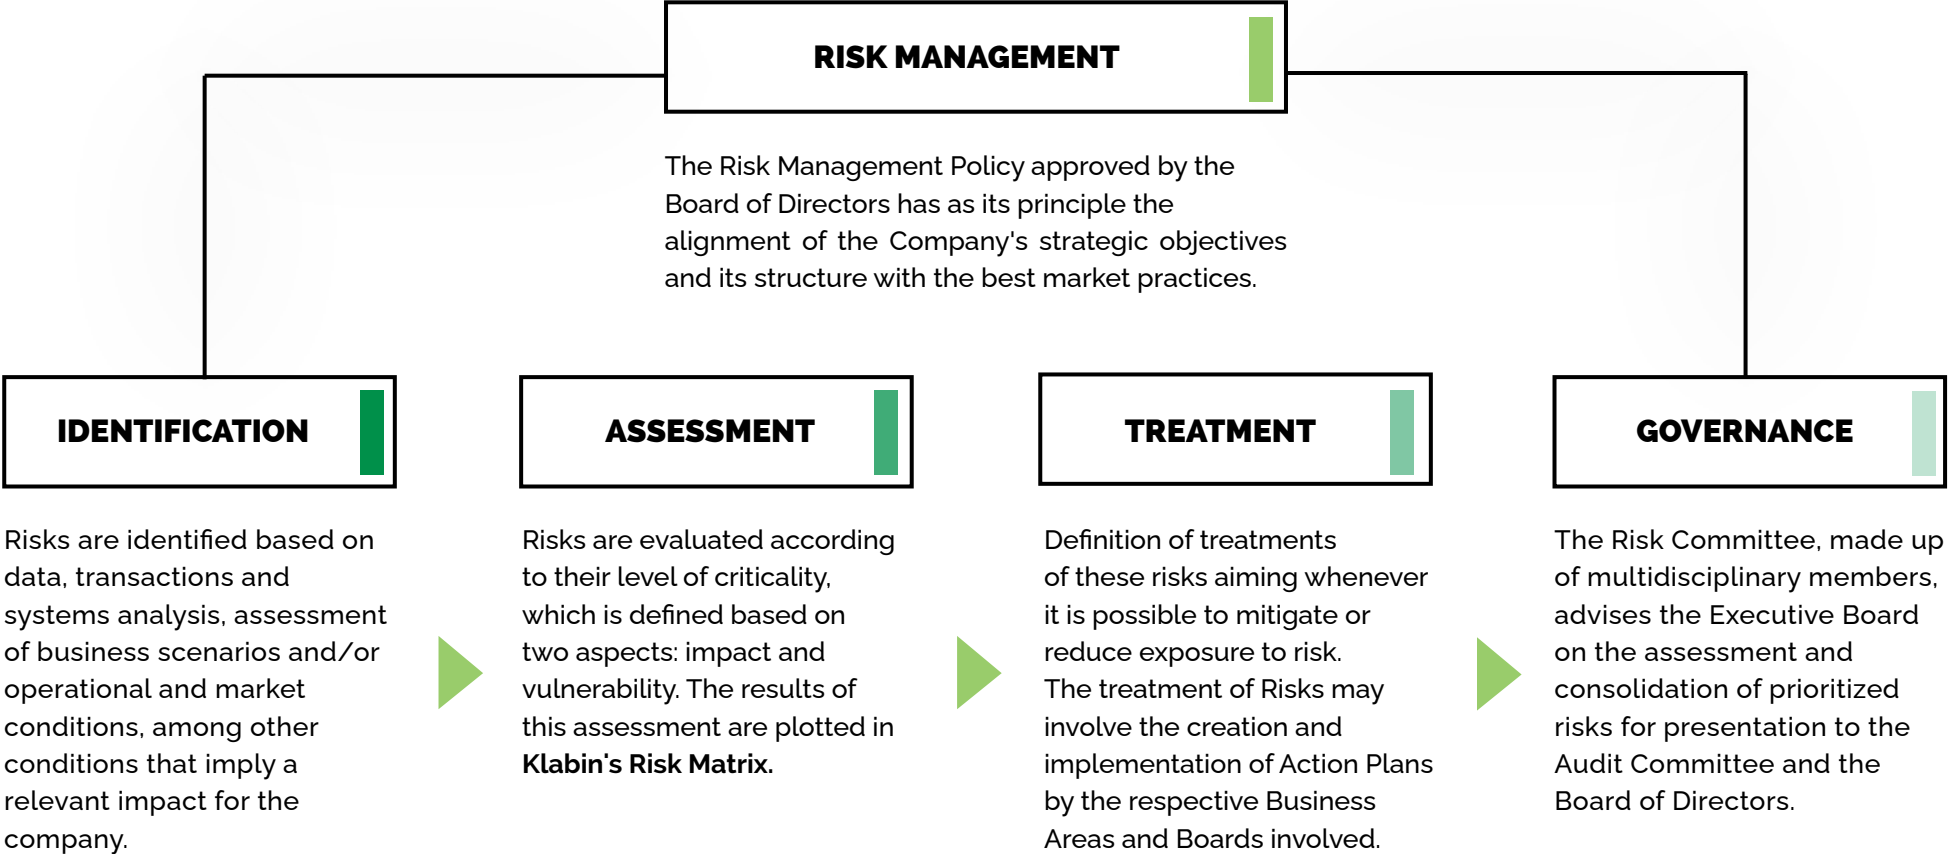 RISK MANAGEMENT
The Risk Management Policy approved by the
Board of Directors has as its principle the
alignment of the Company's strategic objectives
and its structure with the best market practices.
IDENTIFICATION
Risks are identified based on
data, transactions and
systems analysis, assessment
of business scenarios and/or
operational and market
conditions, among other
conditions that imply a
relevant impact for the
company.
ASSESSMENT
Risks are evaluated according
to their level of criticality,
which is defined based on
two aspects: impact and
vulnerability. The results of
this assessment are plotted in
Klabin's Risk Matrix.
TREATMENT
Definition of treatments
of these risks aiming whenever
it is possible to mitigate or
reduce exposure to risk.
The treatment of Risks may
involve the creation and
implementation of Action Plans
by the respective Business
Areas and Boards involved.
GOVERNANCE
The Risk Committee, made up
of multidisciplinary members,
advises the Executive Board
on the assessment and
consolidation of prioritized
risks for presentation to the
Audit Committee and the
Board of Directors.